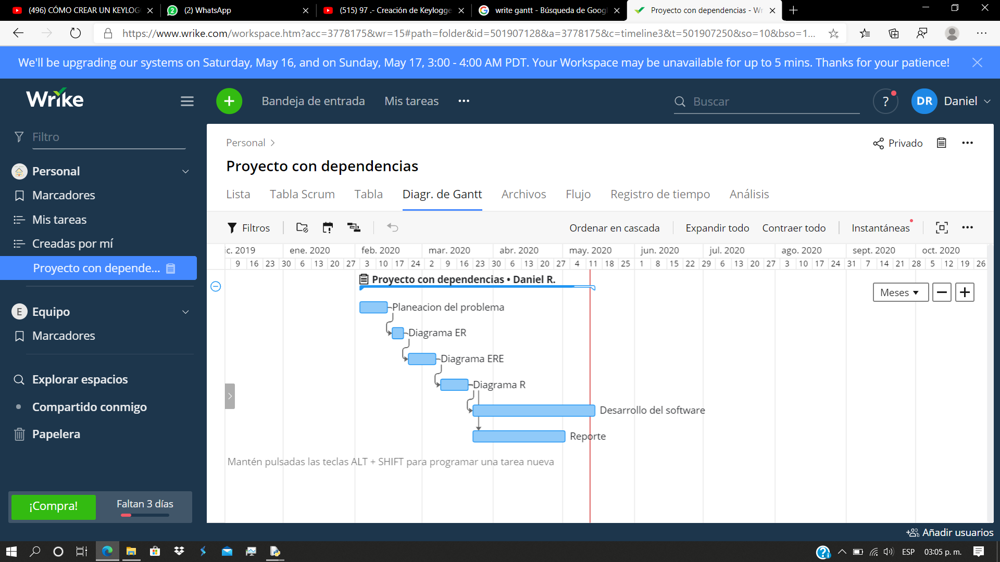 (496) CÓMO CREAR UN KEYLOG
(2) WhatsApp
(515) 97 .- Creación de Keylogge
write gantt - Búsqueda de Goog
Proyecto con dependencias - Wr
https://www.wrike.com/workspace.htm?acc=3778175&wr=15#path=folder&id=501907128&a=3778175&c=timeline3&t=501907250&so=10&bso=1...
We'll be upgrading our systems on Saturday, May 16, and on Sunday, May 17, 3:00 - 4:00 AM PDT. Your Workspace may be unavailable for up to 5 mins. Thanks for your patience!
Wrike
+ Bandeja de entrada Mis tareas ...
Buscar
? DR Daniel
Filtro
Personal
Marcadores
Mis tareas
Creadas por mí
Proyecto con depende...
E Equipo
Marcadores
Explorar espacios
Compartido conmigo
Papelera
¡Compra! Faltan 3 días
Personal >
Privado
Proyecto con dependencias
Lista Tabla Scrum Tabla Diagr. de Gantt Archivos Flujo Registro de tiempo Análisis
Filtros Ordenar en cascada Expandir todo Contraer todo Instantáneas
ic. 2019 ene. 2020 feb. 2020 mar. 2020 abr. 2020 may. 2020 jun. 2020 jul. 2020 ago. 2020 sept. 2020 oct. 2020
9 16 23 30 6 13 20 27 3 10 17 24 2 9 16 23 30 6 13 20 27 4 11 18 25 1 8 15 22 29 6 13 20 27 3 10 17 24 31 7 14 21 28 5 12 19 26
Proyecto con dependencias • Daniel R.
Meses
Planeacion del problema
Diagrama ER
Diagrama ERE
Diagrama R
Desarrollo del software
Reporte
Mantén pulsadas las teclas ALT + SHIFT para programar una tarea nueva
Añadir usuarios
ESP 03:05 p. m.